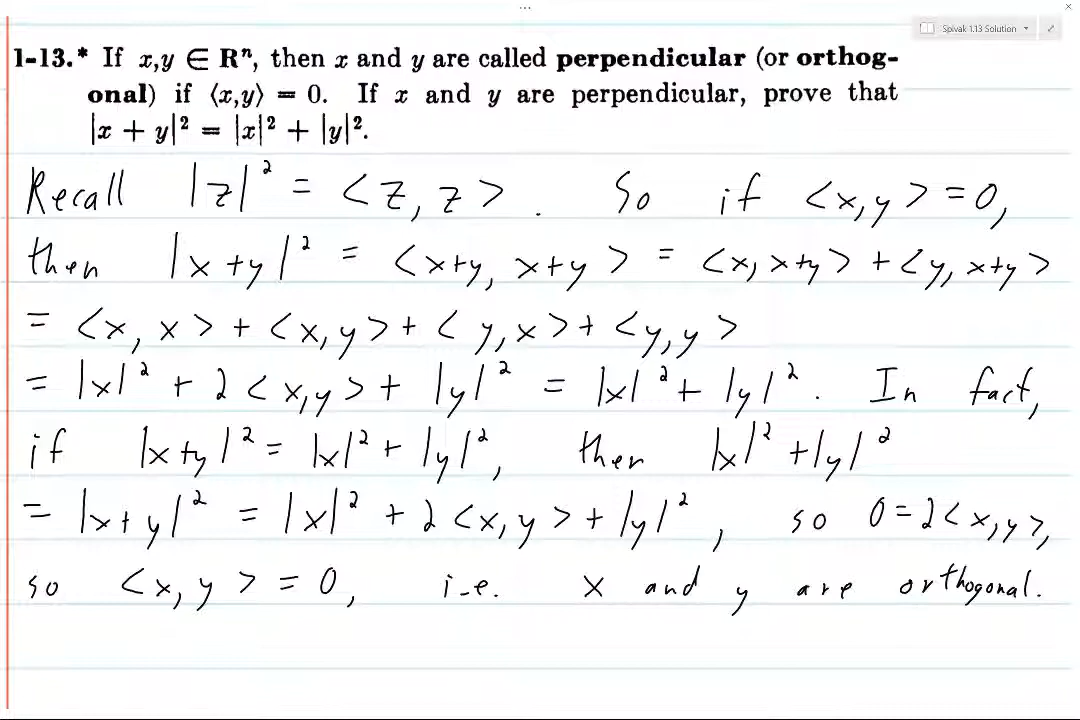 ...
Spivak 1.13 Solution
1-13.* If x,y ∈ Rⁿ, then x and y are called perpendicular (or orthog-
onal) if ⟨x,y⟩ = 0. If x and y are perpendicular, prove that
|x + y|² = |x|² + |y|².
Recall |z|² = <z, z>. So if <x, y> = 0,
then |x+y|² = <x+y, x+y> = <x, x+y> + <y, x+y>
= <x, x> + <x, y> + <y, x> + <y, y>
= |x|² + 2<x, y> + |y|² = |x|² + |y|². In fact,
if |x+y|² = |x|² + |y|², then |x|² + |y|²
= |x+y|² = |x|² + 2<x, y> + |y|², so 0 = 2<x, y>,
so <x, y> = 0, i.e. x and y are orthogonal.